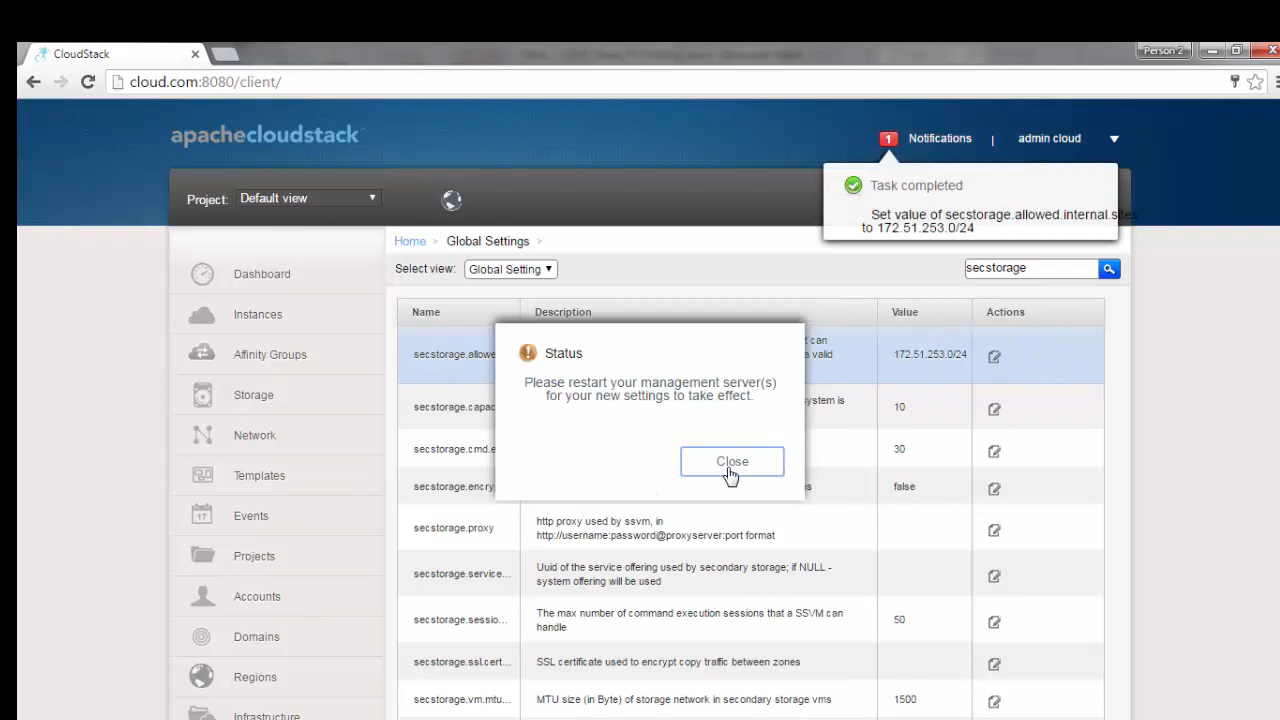 CloudStack
Person 2
cloud.com:8080/client/
apachecloudstack
1 Notifications | admin cloud
Project: Default view
Task completed
Set value of secstorage.allowed.internal.sites
to 172.51.253.0/24
Home > Global Settings >
Select view: Global Setting
secstorage
Dashboard
Instances
Affinity Groups
Storage
Network
Templates
Events
17
Projects
Accounts
Domains
Regions
Infrastructure
Name Description Value Actions
secstorage.allowe
t can
a valid
172.51.253.0/24
secstorage.capac
system is
10
secstorage.cmd.e
30
secstorage.encry
s
false
secstorage.proxy
http proxy used by ssvm, in
http://username:password@proxyserver:port format
secstorage.service...
Uuid of the service offering used by secondary storage; if NULL -
system offering will be used
secstorage.sessio...
The max number of command execution sessions that a SSVM can
handle
50
secstorage.ssl.cert...
SSL certificate used to encrypt copy traffic between zones
secstorage.vm.mtu...
MTU size (in Byte) of storage network in secondary storage vms
1500
Status
Please restart your management server(s)
for your new settings to take effect.
Close